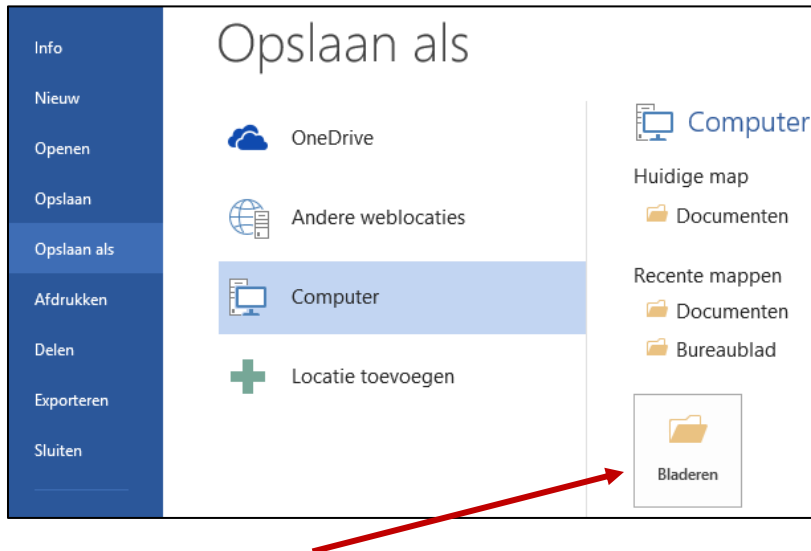 Info
Nieuw
Openen
Opslaan
Opslaan als
Afdrukken
Delen
Exporteren
Sluiten
Opslaan als
OneDrive
Andere weblocaties
Computer
Locatie toevoegen
Computer
Huidige map
Documenten
Recente mappen
Documenten
Bureaublad
Bladeren